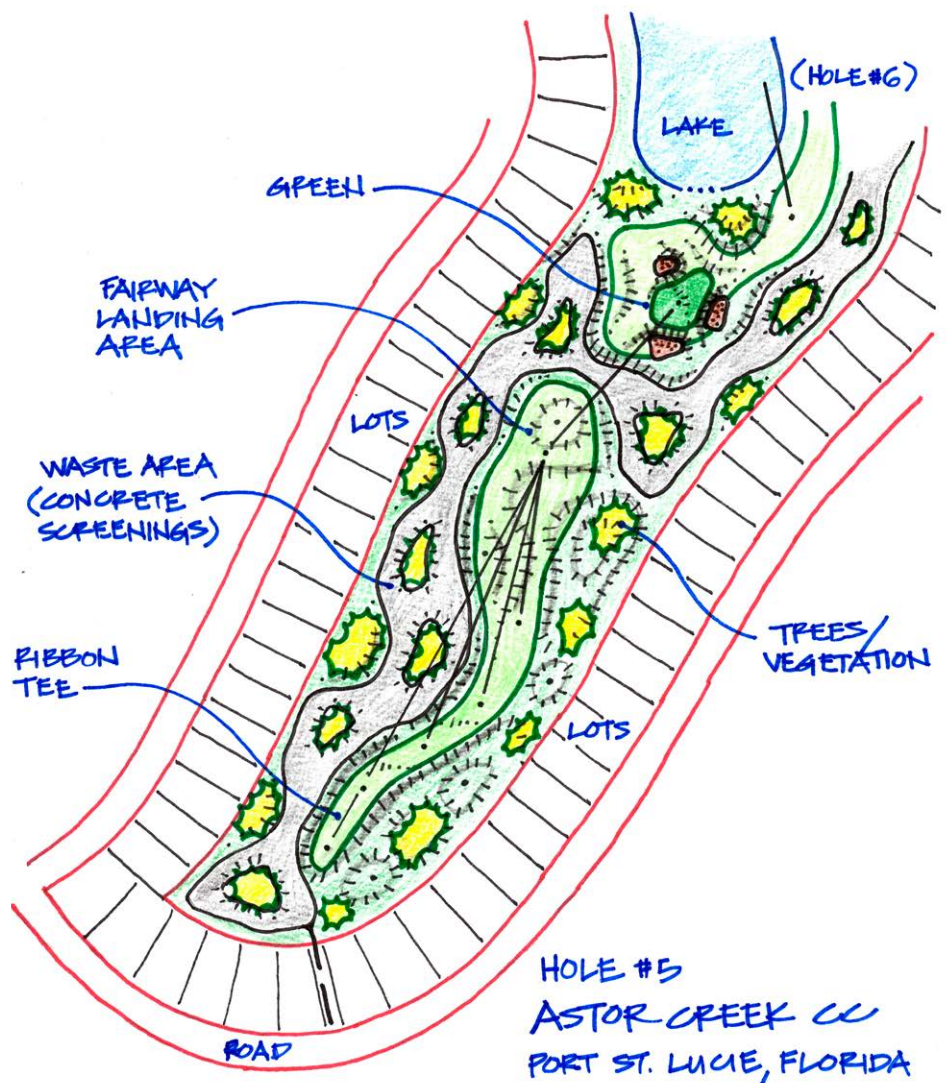 LAKE
(HOLE #6)
GREEN
FAIRWAY
LANDING
AREA
LOTS
WASTE AREA
(CONCRETE
SCREENINGS)
TREES/
VEGETATION
RIBBON
TEE
LOTS
HOLE #5
ASTOR CREEK CC
PORT ST. LUCIE, FLORIDA
ROAD